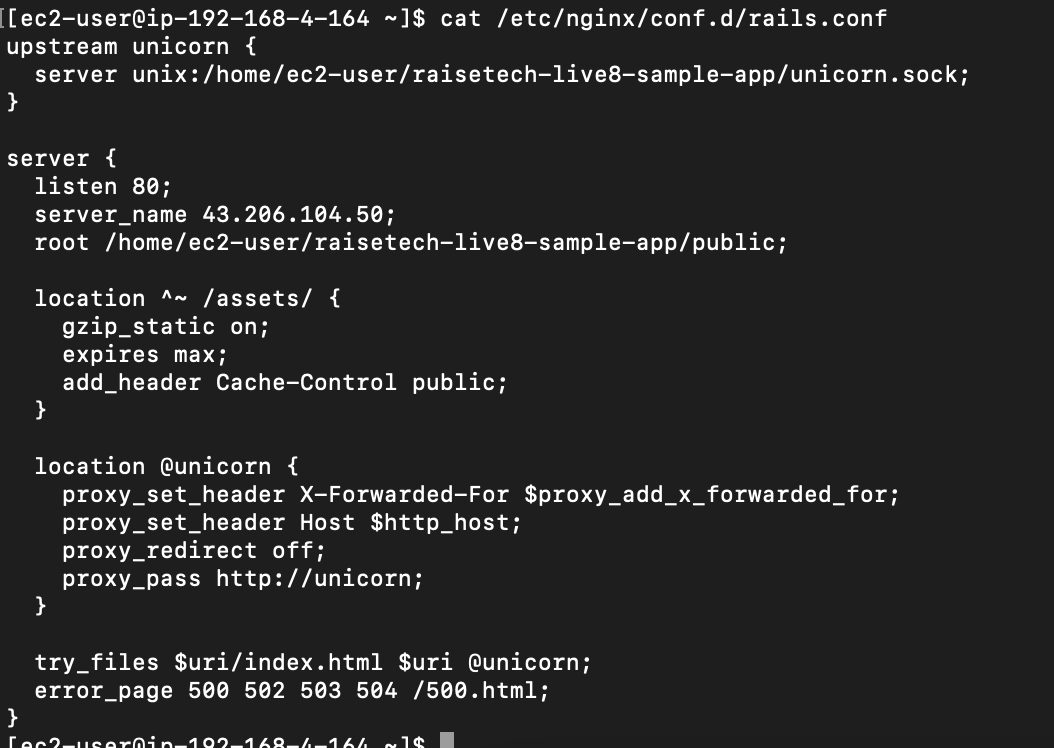 [[ec2-user@ip-192-168-4-164 ~]$ cat /etc/nginx/conf.d/rails.conf
upstream unicorn {
  server unix:/home/ec2-user/raisetech-live8-sample-app/unicorn.sock;
}

server {
  listen 80;
  server_name 43.206.104.50;
  root /home/ec2-user/raisetech-live8-sample-app/public;

  location ^~ /assets/ {
    gzip_static on;
    expires max;
    add_header Cache-Control public;
  }

  location @unicorn {
    proxy_set_header X-Forwarded-For $proxy_add_x_forwarded_for;
    proxy_set_header Host $http_host;
    proxy_redirect off;
    proxy_pass http://unicorn;
  }

  try_files $uri/index.html $uri @unicorn;
  error_page 500 502 503 504 /500.html;
}
[ec2-user@ip-192-168-4-164 ~]$